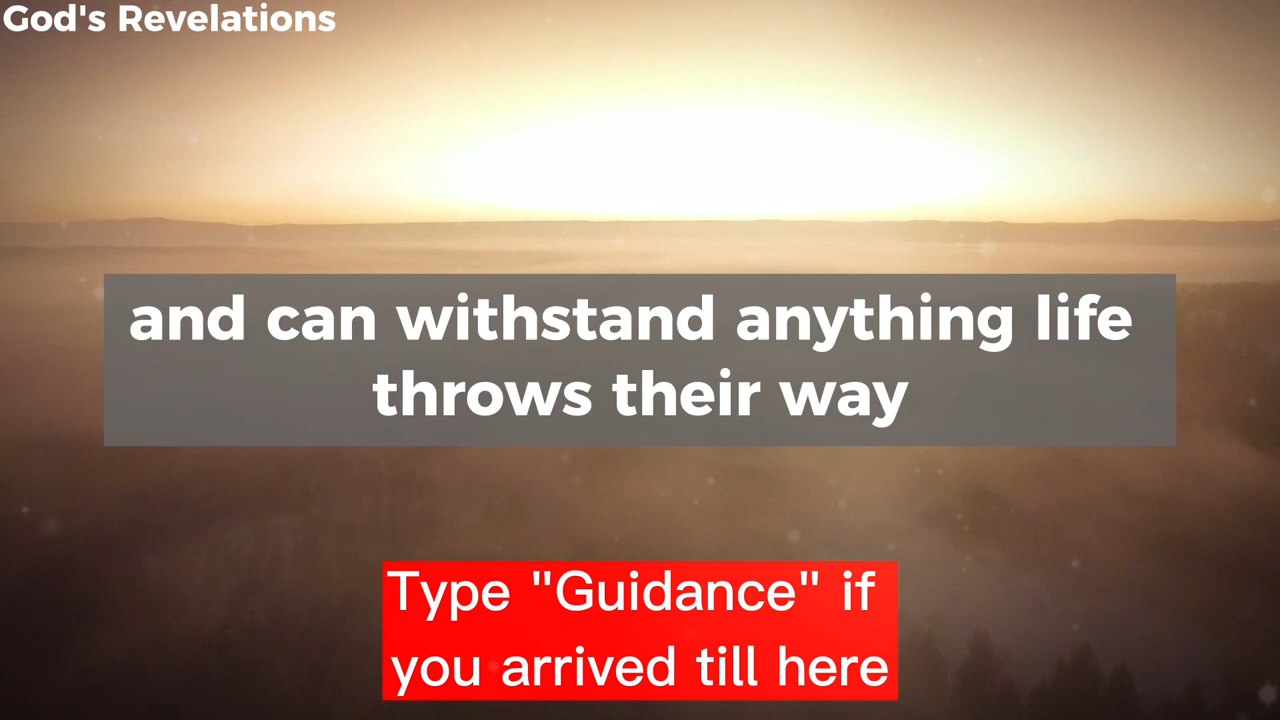 God's Revelations
and can withstand anything life
throws their way
Type "Guidance" if
you arrived till here